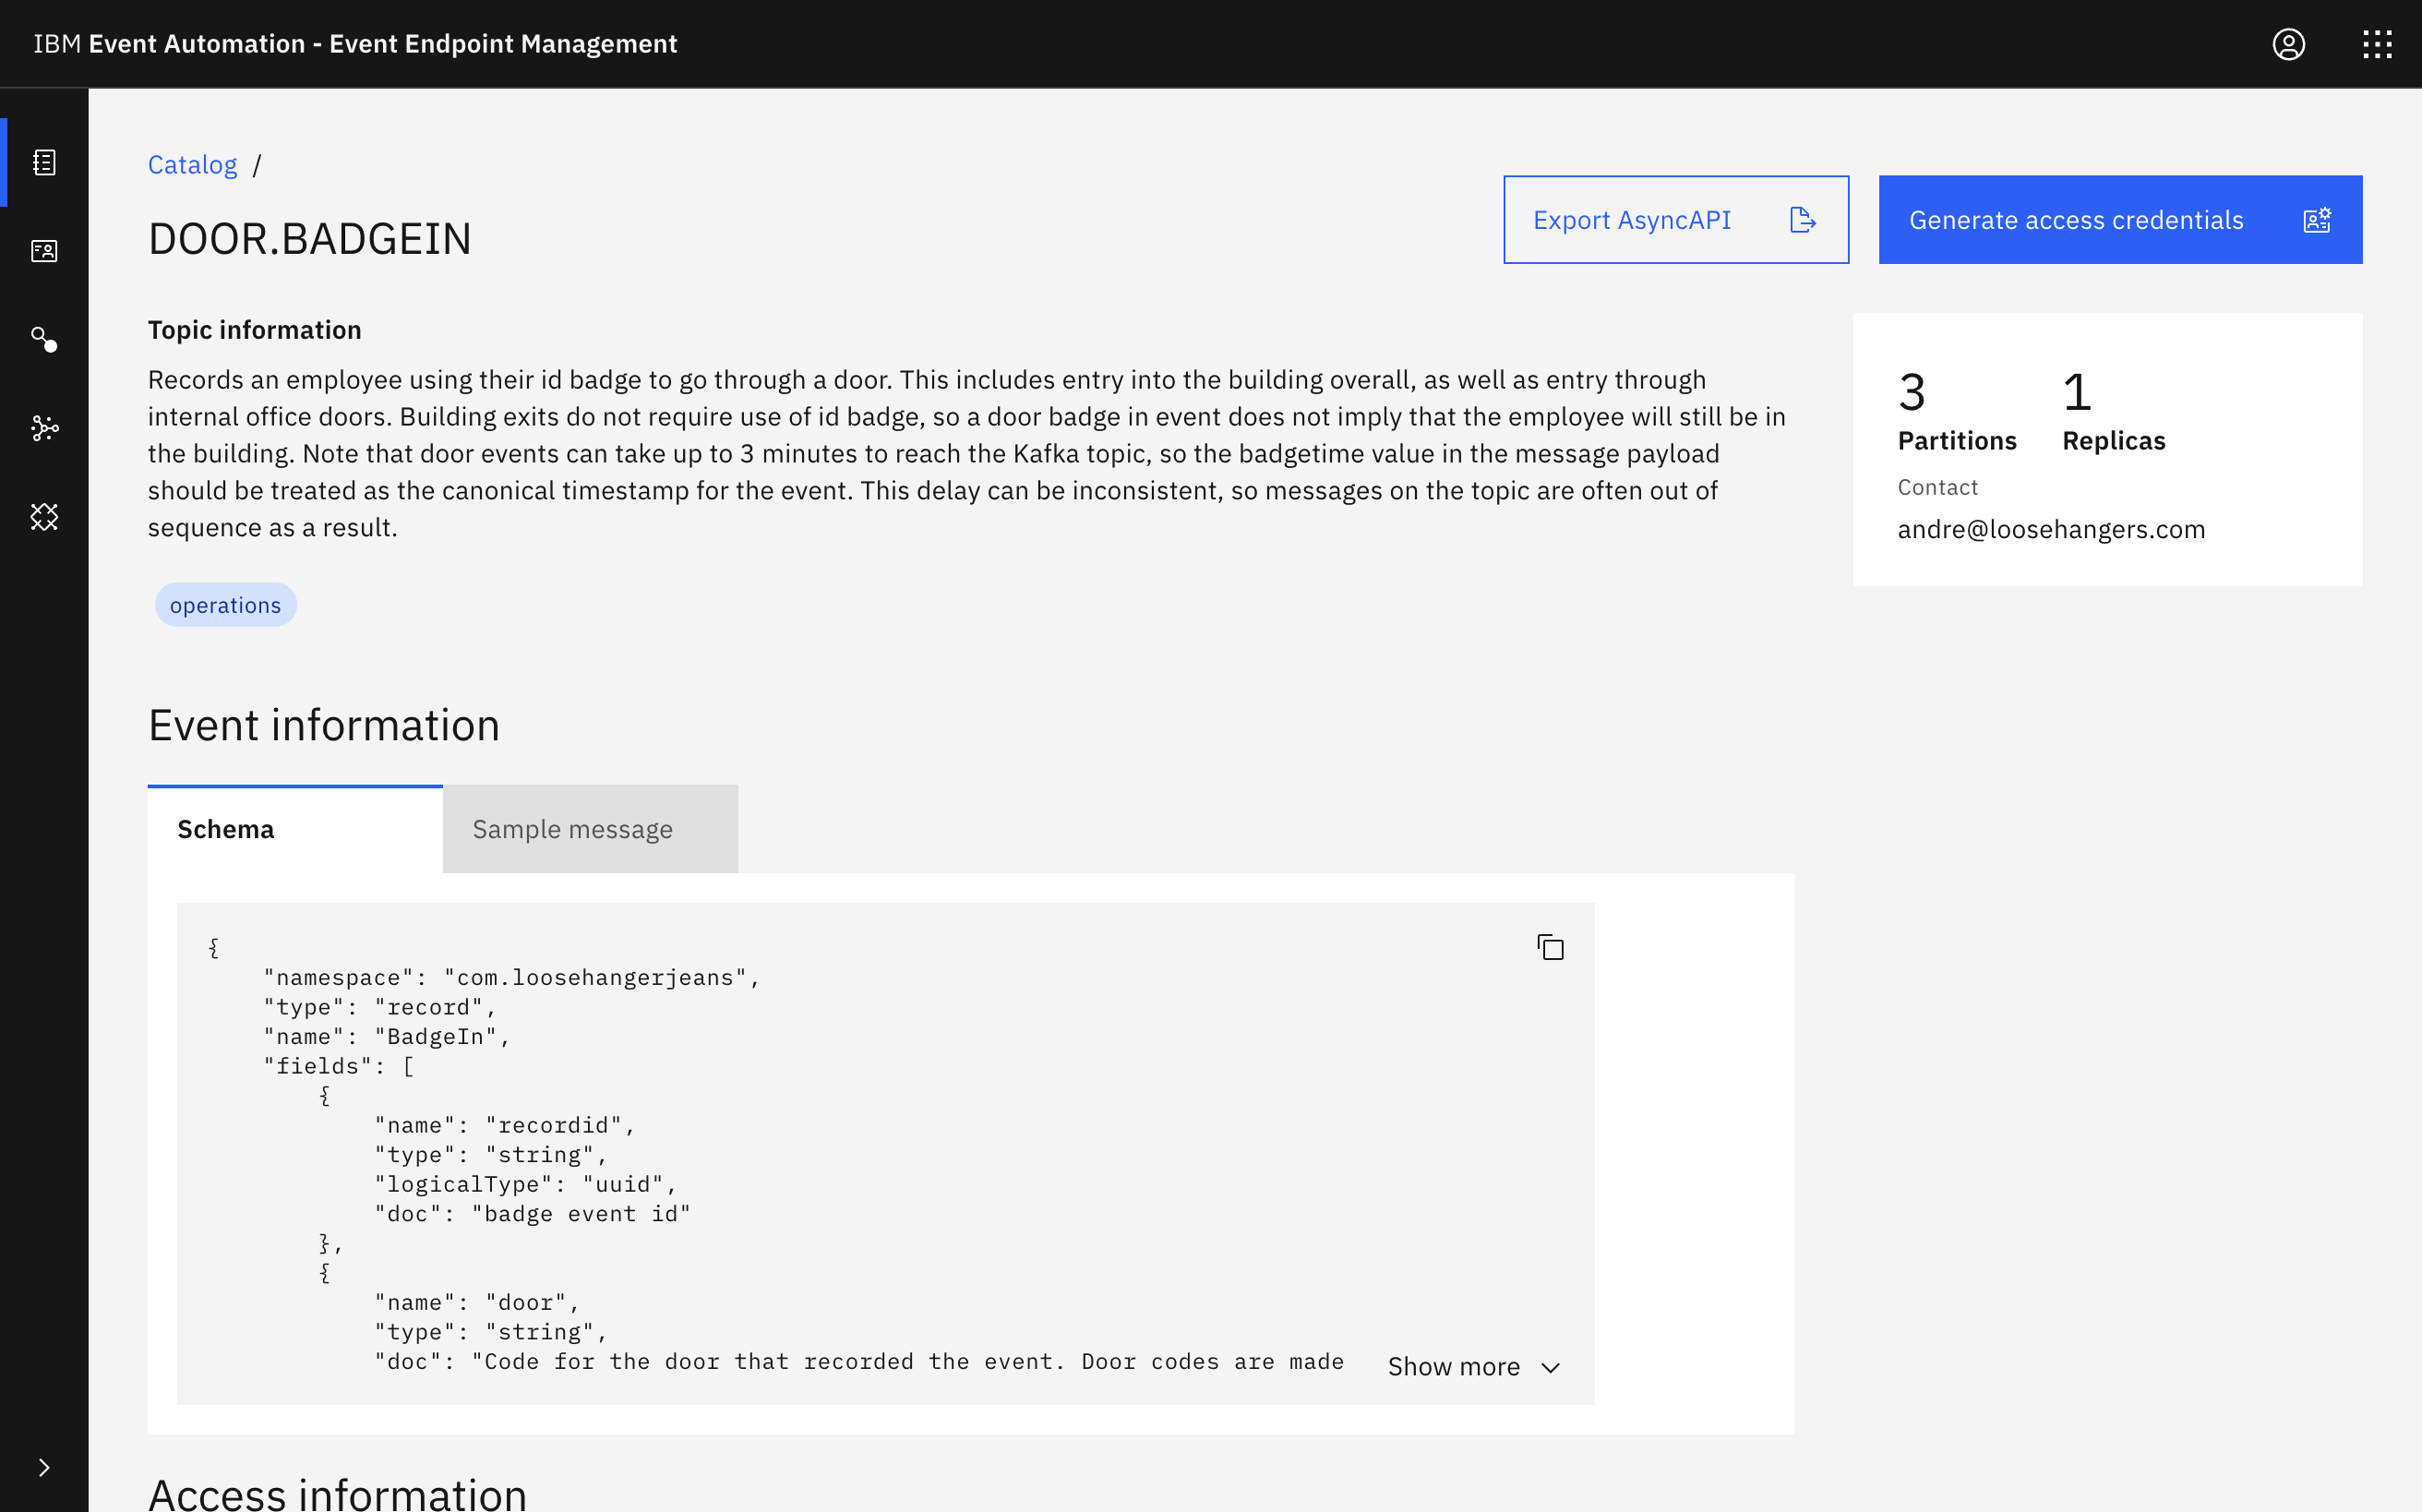 IBM Event Automation - Event Endpoint Management
Catalog /
DOOR.BADGEIN
Export AsyncAPI
Generate access credentials
Topic information
Records an employee using their id badge to go through a door. This includes entry into the building overall, as well as entry through
internal office doors. Building exits do not require use of id badge, so a door badge in event does not imply that the employee will still be in
the building. Note that door events can take up to 3 minutes to reach the Kafka topic, so the badgetime value in the message payload
should be treated as the canonical timestamp for the event. This delay can be inconsistent, so messages on the topic are often out of
sequence as a result.
operations
3 1
Partitions Replicas
Contact
andre@loosehangers.com
Event information
Schema
Sample message
{
    "namespace": "com.loosehangerjeans",
    "type": "record",
    "name": "BadgeIn",
    "fields": [
        {
            "name": "recordid",
            "type": "string",
            "logicalType": "uuid",
            "doc": "badge event id"
        },
        {
            "name": "door",
            "type": "string",
            "doc": "Code for the door that recorded the event. Door codes are made
Show more
Access information